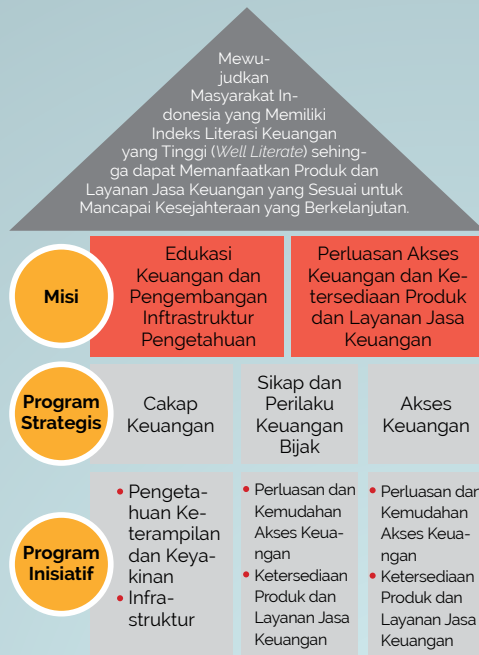 Mewu-
judkan
Masyarakat In-
donesia yang Memiliki
Indeks Literasi Keuangan
yang Tinggi (Well Literate) sehing-
ga dapat Memanfaatkan Produk dan
Layanan Jasa Keuangan yang Sesuai untuk
Mancapai Kesejahteraan yang Berkelanjutan.
Misi
Edukasi
Keuangan dan
Pengembangan
Inftrastruktur
Pengetahuan
Perluasan Akses
Keuangan dan Ke-
tersediaan Produk
dan Layanan Jasa
Keuangan
Program
Strategis
Cakap
Keuangan
Sikap dan
Perilaku
Keuangan
Bijak
Akses
Keuangan
Program
Inisiatif
• Pengeta-
huan Ke-
terampilan
dan Keya-
kinan
• Infra-
struktur
• Perluasan dan
Kemudahan
Akses Keua-
ngan
• Ketersediaan
Produk dan
Layanan Jasa
Keuangan
• Perluasan dan
Kemudahan
Akses Keua-
ngan
• Ketersediaan
Produk dan
Layanan Jasa
Keuangan